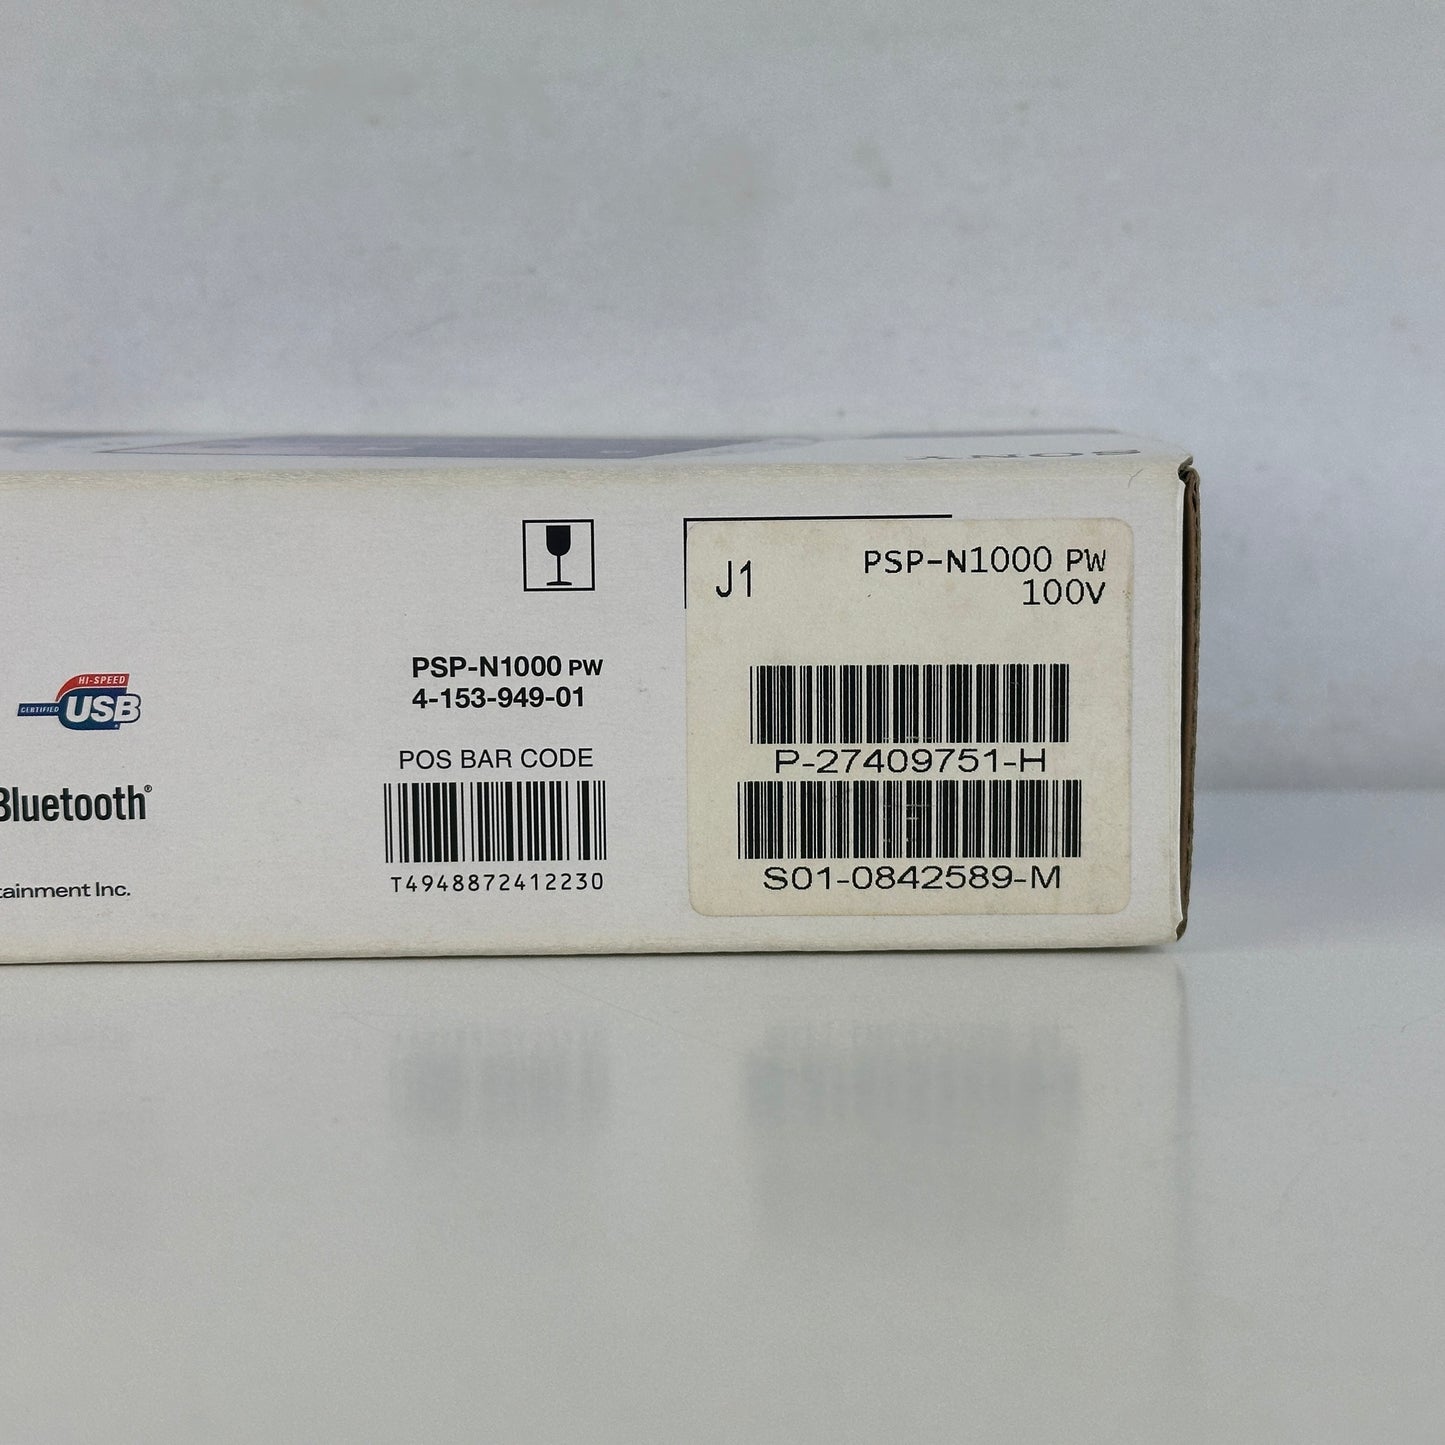 SONY
HI-SPEED
CERTIFIED
USB
Bluetooth®
tainment Inc.
PSP-N1000 PW
4-153-949-01
POS BAR CODE
T4948872412230
J1
PSP-N1000 PW
100V
P-27409751-H
S01-0842589-M